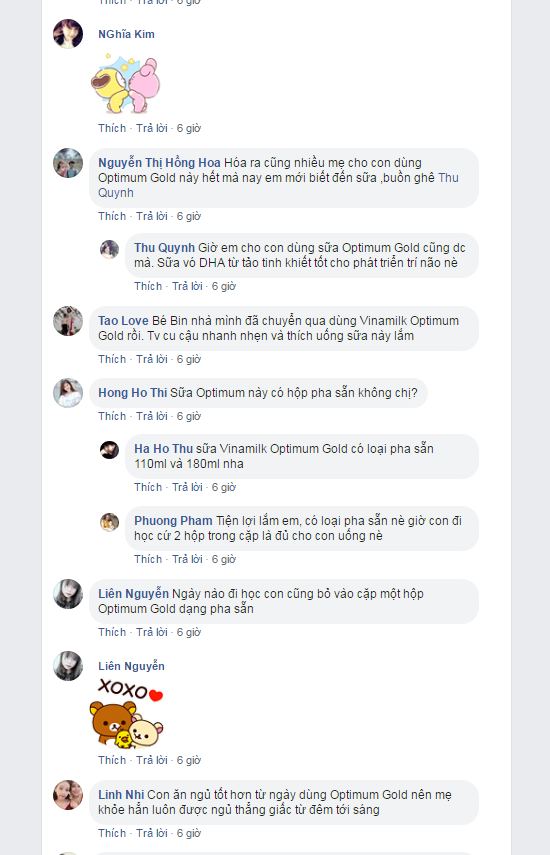 Thích · Trả lời · 6 giờ
NGhĩa Kim
Thích · Trả lời · 6 giờ
Nguyễn Thị Hồng Hoa Hóa ra cũng nhiều mẹ cho con dùng
Optimum Gold này hết mà nay em mới biết đến sữa ,buồn ghê Thu
Quynh
Thích · Trả lời · 6 giờ
Thu Quynh Giờ em cho con dùng sữa Optimum Gold cũng dc
mà. Sữa vó DHA từ tảo tinh khiết tốt cho phát triển trí não nè
Thích · Trả lời · 6 giờ
Tao Love Bé Bin nhà mình đã chuyển qua dùng Vinamilk Optimum
Gold rồi. Tv cu cậu nhanh nhẹn và thích uống sữa này lắm
Thích · Trả lời · 6 giờ
Hong Ho Thi Sữa Optimum này có hộp pha sẵn không chị?
Thích · Trả lời · 6 giờ
Ha Ho Thu sữa Vinamilk Optimum Gold có loại pha sẵn
110ml và 180ml nha
Thích · Trả lời · 6 giờ
Phuong Pham Tiện lợi lắm em, có loại pha sẵn nè giờ con đi
học cứ 2 hộp trong cặp là đủ cho con uống nè
Thích · Trả lời · 6 giờ
Liên Nguyễn Ngày nào đi học con cũng bỏ vào cặp một hộp
Optimum Gold dạng pha sẵn
Thích · Trả lời · 6 giờ
Liên Nguyễn
XOXO
Thích · Trả lời · 6 giờ
Linh Nhi Con ăn ngủ tốt hơn từ ngày dùng Optimum Gold nên mẹ
khỏe hẳn luôn được ngủ thẳng giấc từ đêm tới sáng
Thích · Trả lời · 6 giờ